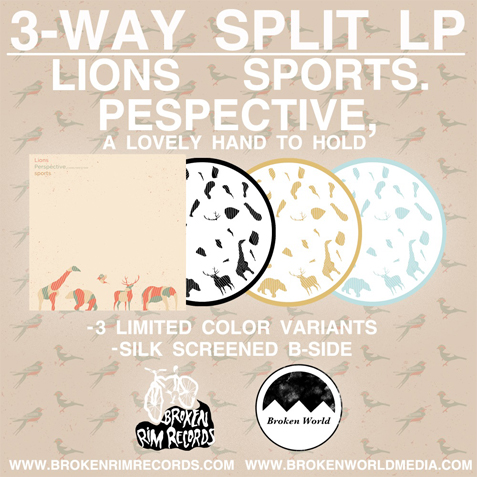 3-WAY SPLIT LP
LIONS SPORTS.
PESPECTIVE,
A LOVELY HAND TO HOLD
Lions
sports
-3 LIMITED COLOR VARIANTS
-SILK SCREENED B-SIDE
BROKEN
RIM RECORDS
Broken World
WWW.BROKENRIMRECORDS.COM WWW.BROKENWORLDMEDIA.COM